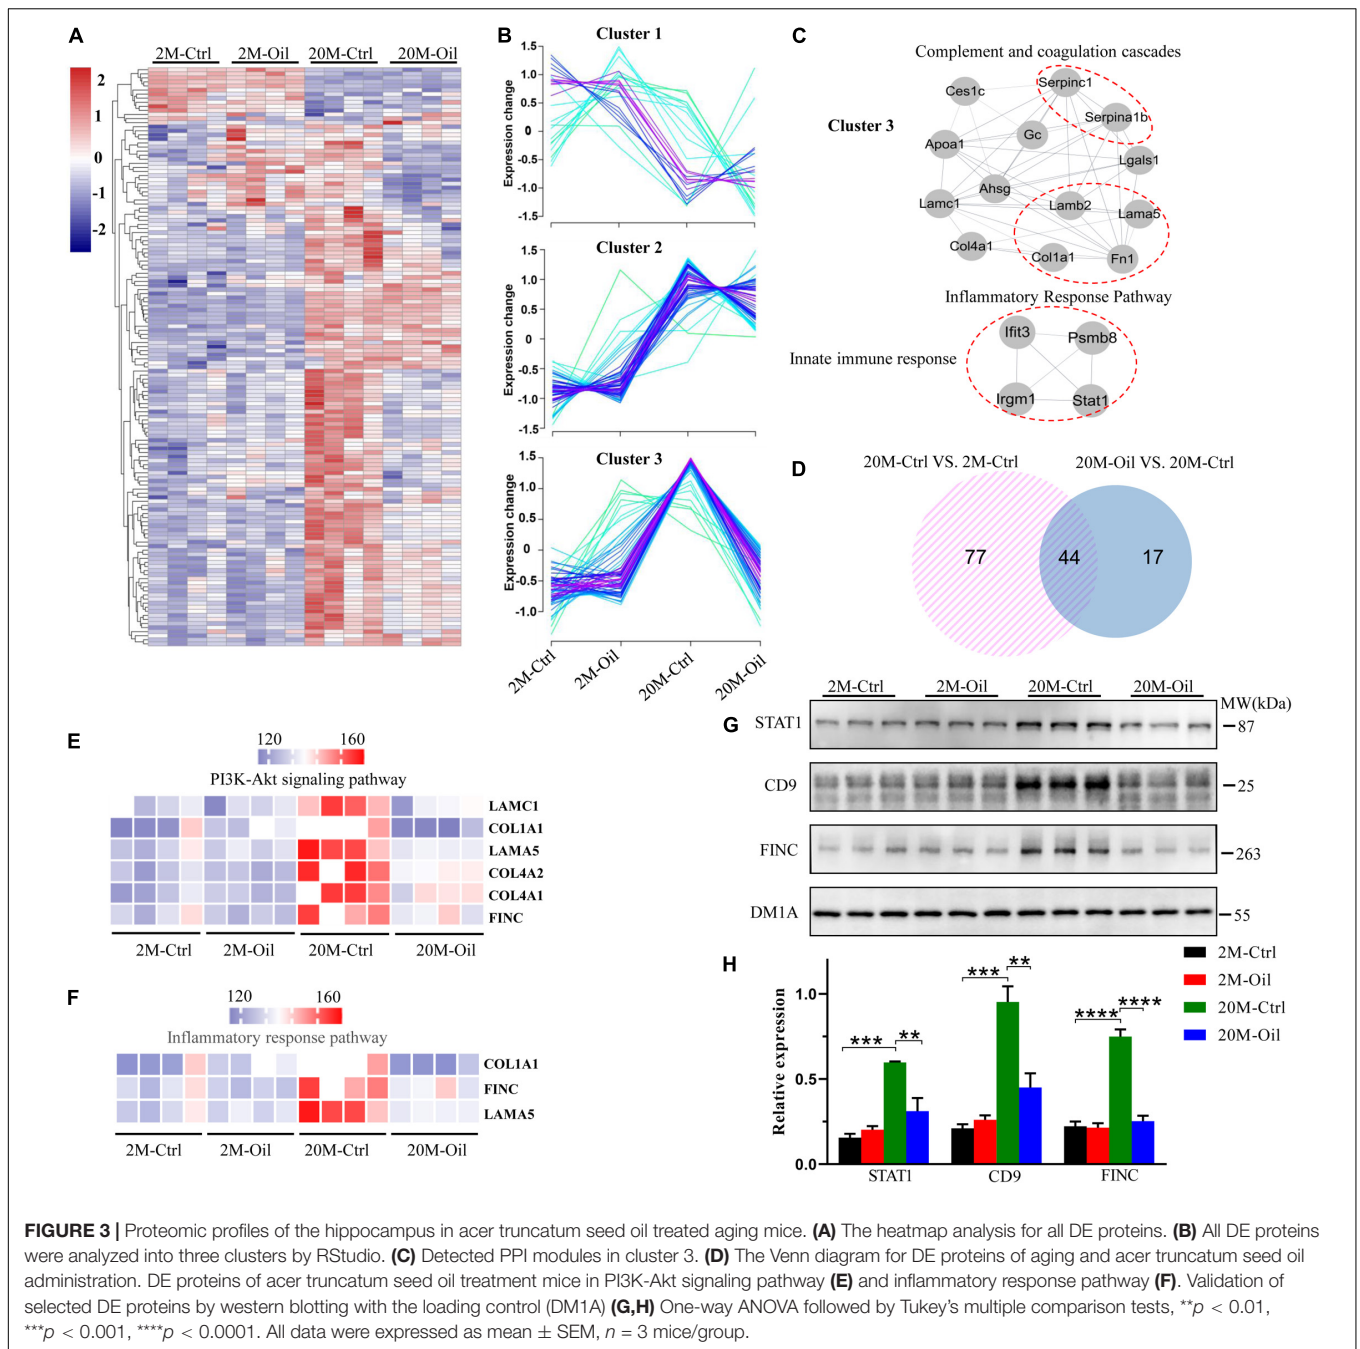 A
2M-Ctrl 2M-Oil 20M-Ctrl 20M-Oil
2
1
0
-1
-2
B
Cluster 1
Expression change
1.5
1.0
0.5
0
-0.5
-1.0
-1.5
Cluster 2
Expression change
1.5
1.0
0.5
0
-0.5
-1.0
-1.5
Cluster 3
Expression change
1.5
1.0
0.5
0
-0.5
-1.0
2M-Ctrl 2M-Oil 20M-Ctrl 20M-Oil
C
Complement and coagulation cascades
Cluster 3
Ces1c
Serpinc1
Serpina1b
Gc
Apoa1
Lgals1
Ahsg
Lamc1
Lamb2
Lama5
Col4a1
Col1a1
Fn1
Inflammatory Response Pathway
Innate immune response
Ifit3
Psmb8
Irgm1
Stat1
D
20M-Ctrl VS. 2M-Ctrl
20M-Oil VS. 20M-Ctrl
77 44 17
E
120 160
PI3K-Akt signaling pathway
LAMC1
COL1A1
LAMA5
COL4A2
COL4A1
FINC
2M-Ctrl 2M-Oil 20M-Ctrl 20M-Oil
F
120 160
Inflammatory response pathway
COL1A1
FINC
LAMA5
2M-Ctrl 2M-Oil 20M-Ctrl 20M-Oil
G
2M-Ctrl 2M-Oil 20M-Ctrl 20M-Oil
MW(kDa)
STAT1 87
CD9 25
FINC 263
DM1A 55
H
Relative expression
1.0
0.5
0.0
*** **
*** **
**** ****
STAT1 CD9 FINC
2M-Ctrl
2M-Oil
20M-Ctrl
20M-Oil
FIGURE 3 | Proteomic profiles of the hippocampus in acer truncatum seed oil treated aging mice. (A) The heatmap analysis for all DE proteins. (B) All DE proteins
were analyzed into three clusters by RStudio. (C) Detected PPI modules in cluster 3. (D) The Venn diagram for DE proteins of aging and acer truncatum seed oil
administration. DE proteins of acer truncatum seed oil treatment mice in PI3K-Akt signaling pathway (E) and inflammatory response pathway (F). Validation of
selected DE proteins by western blotting with the loading control (DM1A) (G,H) One-way ANOVA followed by Tukey's multiple comparison tests, **p < 0.01,
***p < 0.001, ****p < 0.0001. All data were expressed as mean ± SEM, n = 3 mice/group.